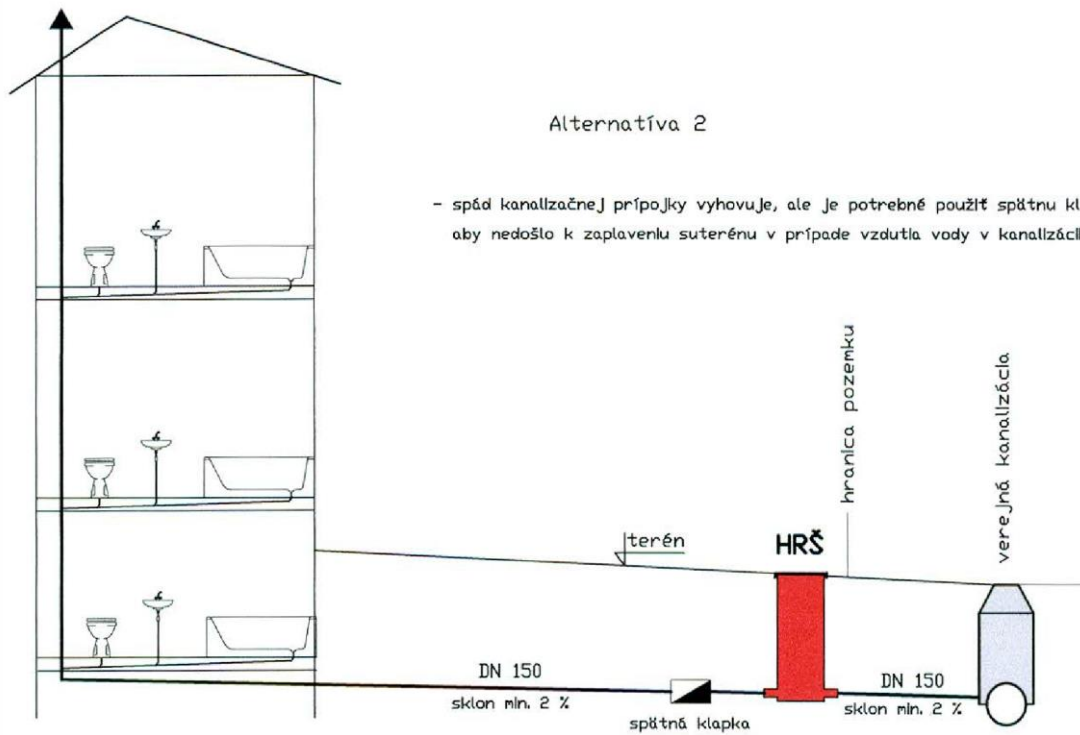 Alternatíva 2
- spád kanalizačnej prípojky vyhovuje, ale je potrebné použiť spätnu
aby nedošlo k zaplaveniu suterénu v prípade vzdutia vody v kanalizácii
hranica pozemku
verejná kanalizácia
terén
HRŠ
DN 150
sklon min. 2 %
spätná klapka
DN 150
sklon min. 2 %